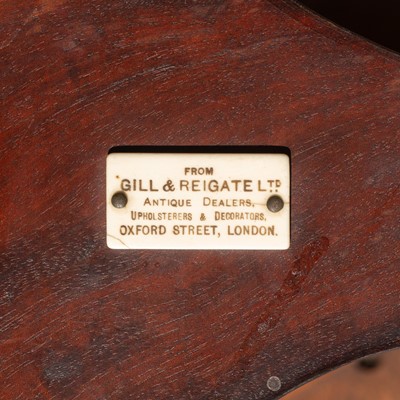 FROM
GILL & REIGATE LTD
ANTIQUE DEALERS,
UPHOLSTERERS & DECORATORS,
OXFORD STREET, LONDON.